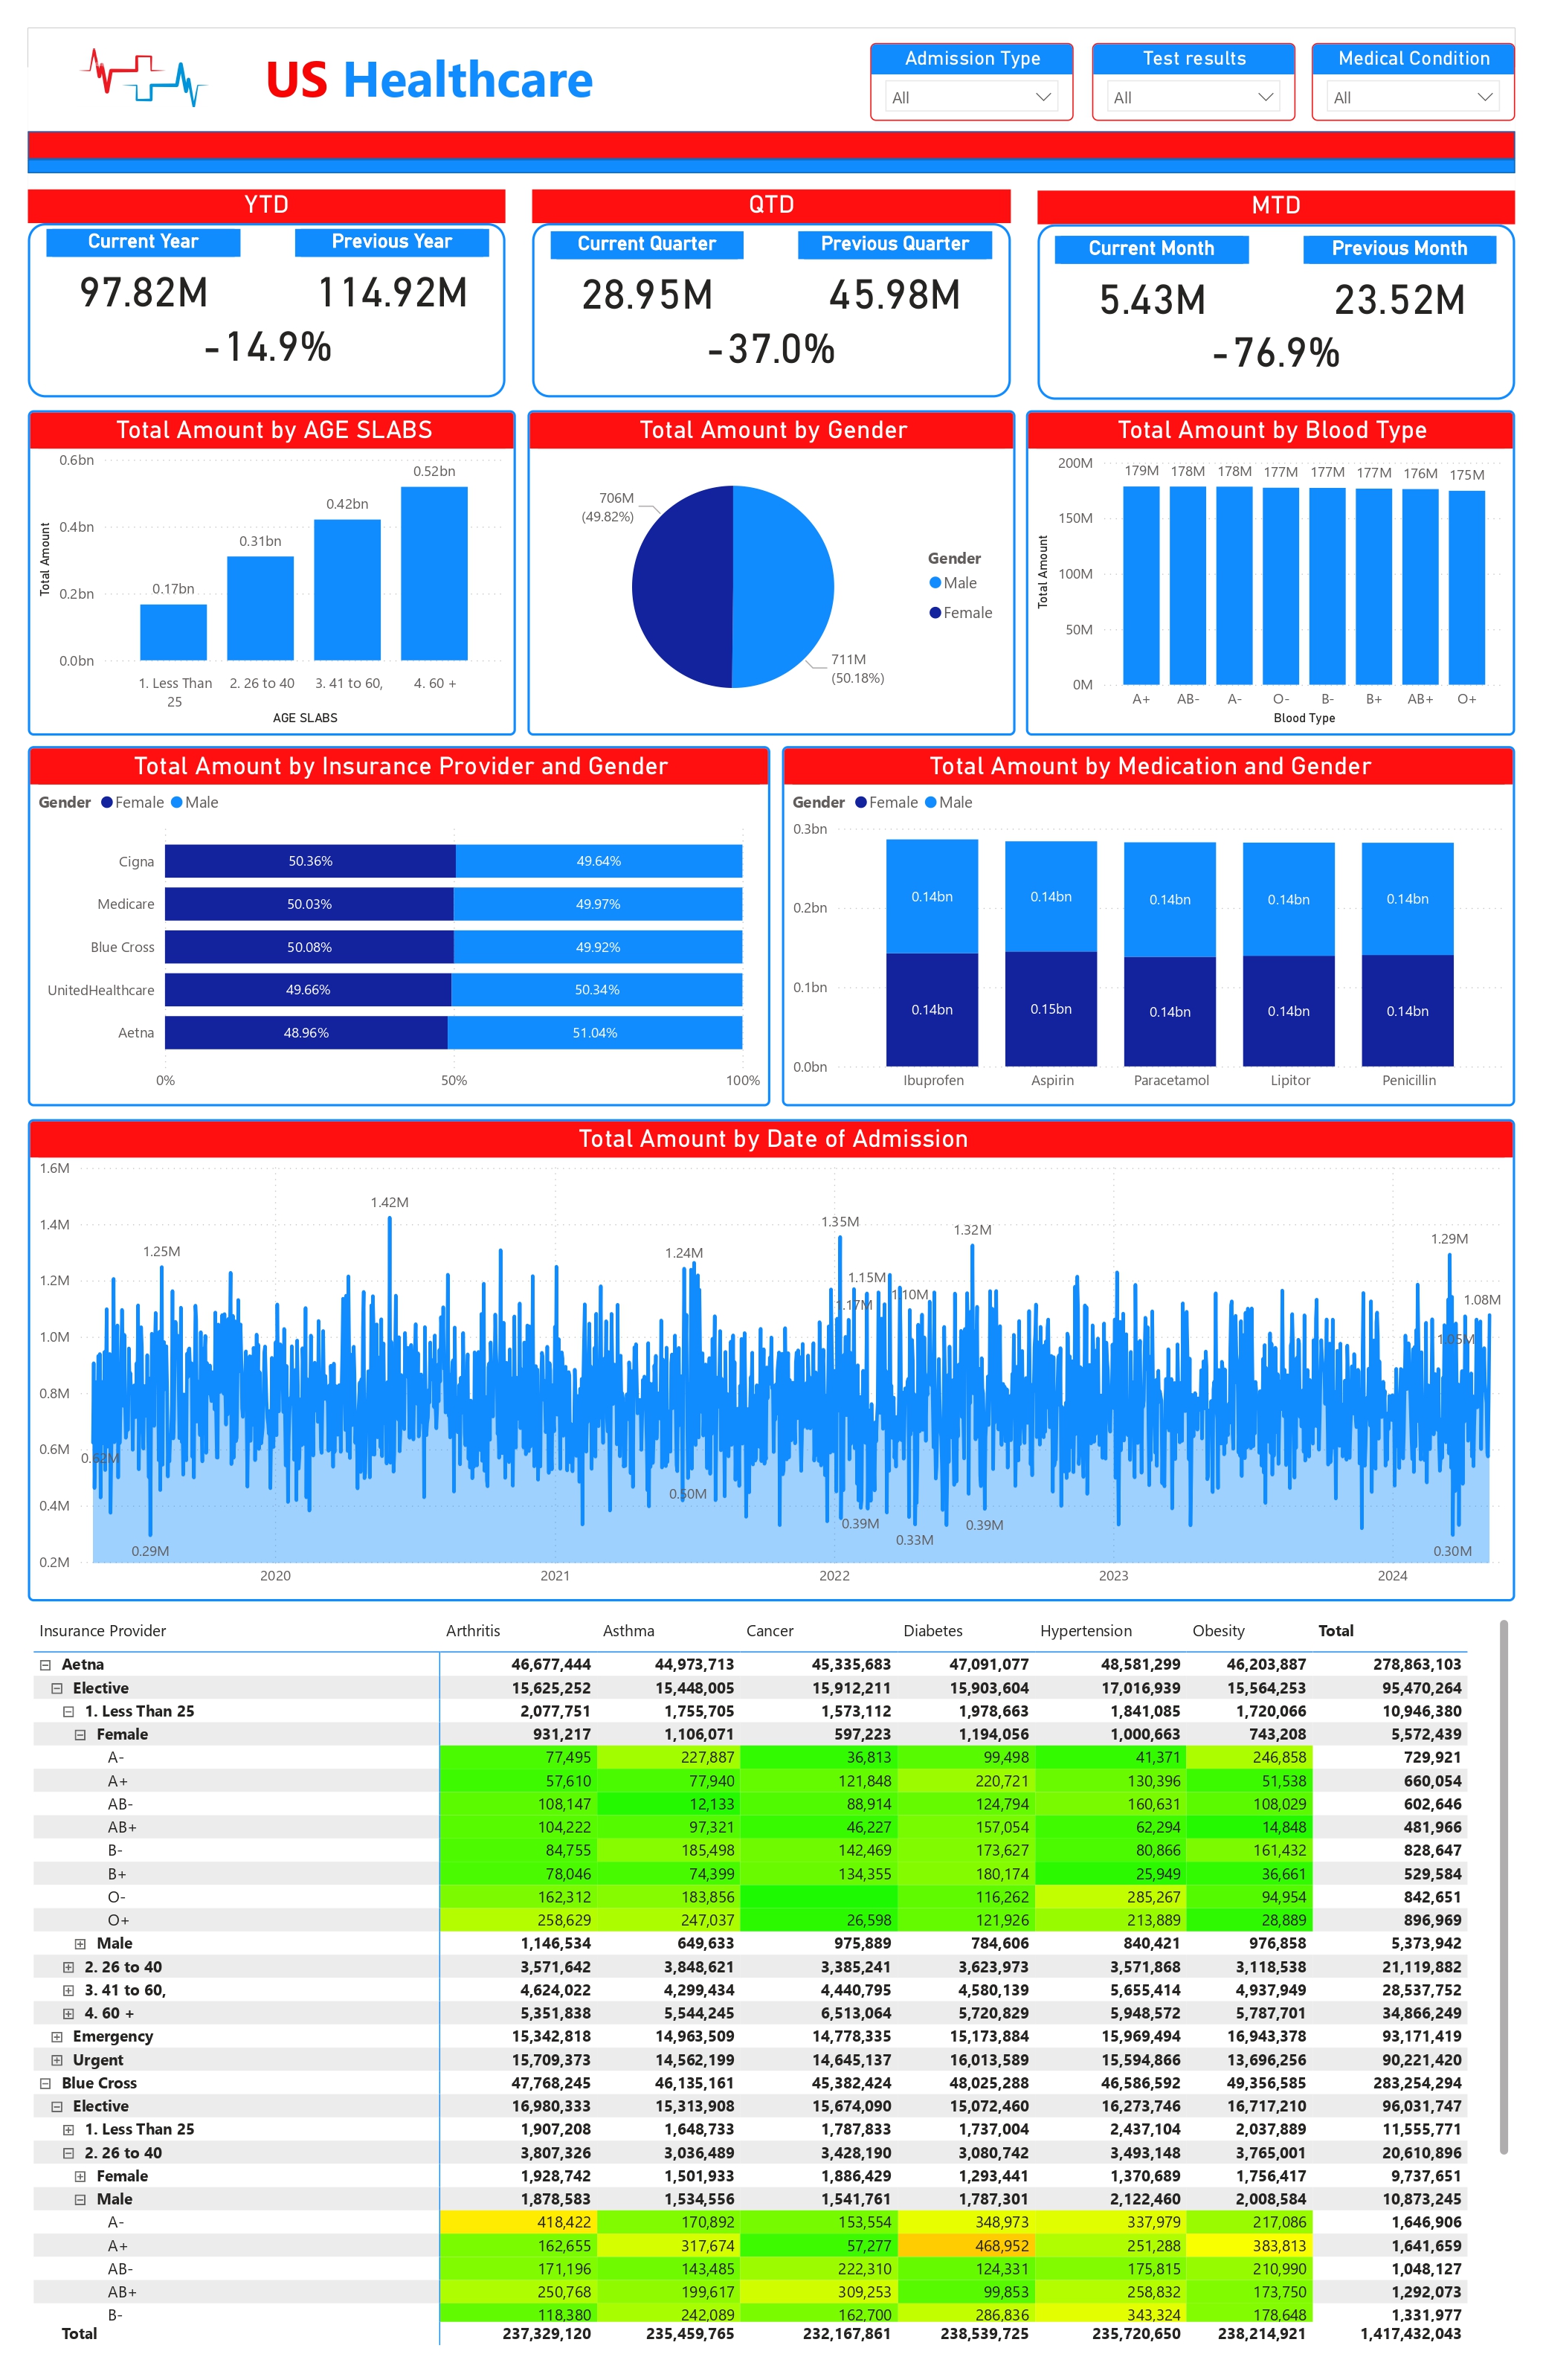 US Healthcare
Admission Type
All
Test results
All
Medical Condition
All
YTD
Current Year Previous Year
97.82M 114.92M
-14.9%
QTD
Current Quarter Previous Quarter
28.95M 45.98M
-37.0%
MTD
Current Month Previous Month
5.43M 23.52M
-76.9%
Total Amount by AGE SLABS
Total Amount
0.6bn
0.4bn
0.2bn
0.0bn
0.17bn
0.31bn
0.42bn
0.52bn
1. Less Than 25
2. 26 to 40
3. 41 to 60,
4. 60 +
AGE SLABS
Total Amount by Gender
706M
(49.82%)
711M
(50.18%)
Gender
Male
Female
Total Amount by Blood Type
Total Amount
200M
150M
100M
50M
0M
179M 178M 178M 177M 177M 177M 176M 175M
A+ AB- A- O- B- B+ AB+ O+
Blood Type
Total Amount by Insurance Provider and Gender
Gender Female Male
Cigna 50.36% 49.64%
Medicare 50.03% 49.97%
Blue Cross 50.08% 49.92%
UnitedHealthcare 49.66% 50.34%
Aetna 48.96% 51.04%
0% 50% 100%
Total Amount by Medication and Gender
Gender Female Male
0.3bn
0.2bn
0.1bn
0.0bn
0.14bn 0.14bn 0.14bn 0.14bn 0.14bn
0.14bn 0.15bn 0.14bn 0.14bn 0.14bn
Ibuprofen Aspirin Paracetamol Lipitor Penicillin
Total Amount by Date of Admission
1.6M
1.4M
1.2M
1.0M
0.8M
0.6M
0.4M
0.2M
0.62M
0.29M
1.25M
1.42M
1.24M
0.50M
1.35M
1.15M
1.17M
1.10M
0.39M
0.33M
1.32M
0.39M
1.29M
1.08M
1.05M
0.30M
2020 2021 2022 2023 2024
Insurance Provider Arthritis Asthma Cancer Diabetes Hypertension Obesity Total
Aetna 46,677,444 44,973,713 45,335,683 47,091,077 48,581,299 46,203,887 278,863,103
Elective 15,625,252 15,448,005 15,912,211 15,903,604 17,016,939 15,564,253 95,470,264
1. Less Than 25 2,077,751 1,755,705 1,573,112 1,978,663 1,841,085 1,720,066 10,946,380
Female 931,217 1,106,071 597,223 1,194,056 1,000,663 743,208 5,572,439
A- 77,495 227,887 36,813 99,498 41,371 246,858 729,921
A+ 57,610 77,940 121,848 220,721 130,396 51,538 660,054
AB- 108,147 12,133 88,914 124,794 160,631 108,029 602,646
AB+ 104,222 97,321 46,227 157,054 62,294 14,848 481,966
B- 84,755 185,498 142,469 173,627 80,866 161,432 828,647
B+ 78,046 74,399 134,355 180,174 25,949 36,661 529,584
O- 162,312 183,856 116,262 285,267 94,954 842,651
O+ 258,629 247,037 26,598 121,926 213,889 28,889 896,969
Male 1,146,534 649,633 975,889 784,606 840,421 976,858 5,373,942
2. 26 to 40 3,571,642 3,848,621 3,385,241 3,623,973 3,571,868 3,118,538 21,119,882
3. 41 to 60, 4,624,022 4,299,434 4,440,795 4,580,139 5,655,414 4,937,949 28,537,752
4. 60 + 5,351,838 5,544,245 6,513,064 5,720,829 5,948,572 5,787,701 34,866,249
Emergency 15,342,818 14,963,509 14,778,335 15,173,884 15,969,494 16,943,378 93,171,419
Urgent 15,709,373 14,562,199 14,645,137 16,013,589 15,594,866 13,696,256 90,221,420
Blue Cross 47,768,245 46,135,161 45,382,424 48,025,288 46,586,592 49,356,585 283,254,294
Elective 16,980,333 15,313,908 15,674,090 15,072,460 16,273,746 16,717,210 96,031,747
1. Less Than 25 1,907,208 1,648,733 1,787,833 1,737,004 2,437,104 2,037,889 11,555,771
2. 26 to 40 3,807,326 3,036,489 3,428,190 3,080,742 3,493,148 3,765,001 20,610,896
Female 1,928,742 1,501,933 1,886,429 1,293,441 1,370,689 1,756,417 9,737,651
Male 1,878,583 1,534,556 1,541,761 1,787,301 2,122,460 2,008,584 10,873,245
A- 418,422 170,892 153,554 348,973 337,979 217,086 1,646,906
A+ 162,655 317,674 57,277 468,952 251,288 383,813 1,641,659
AB- 171,196 143,485 222,310 124,331 175,815 210,990 1,048,127
AB+ 250,768 199,617 309,253 99,853 258,832 173,750 1,292,073
B- 118,380 242,089 162,700 286,836 343,324 178,648 1,331,977
Total 237,329,120 235,459,765 232,167,861 238,539,725 235,720,650 238,214,921 1,417,432,043